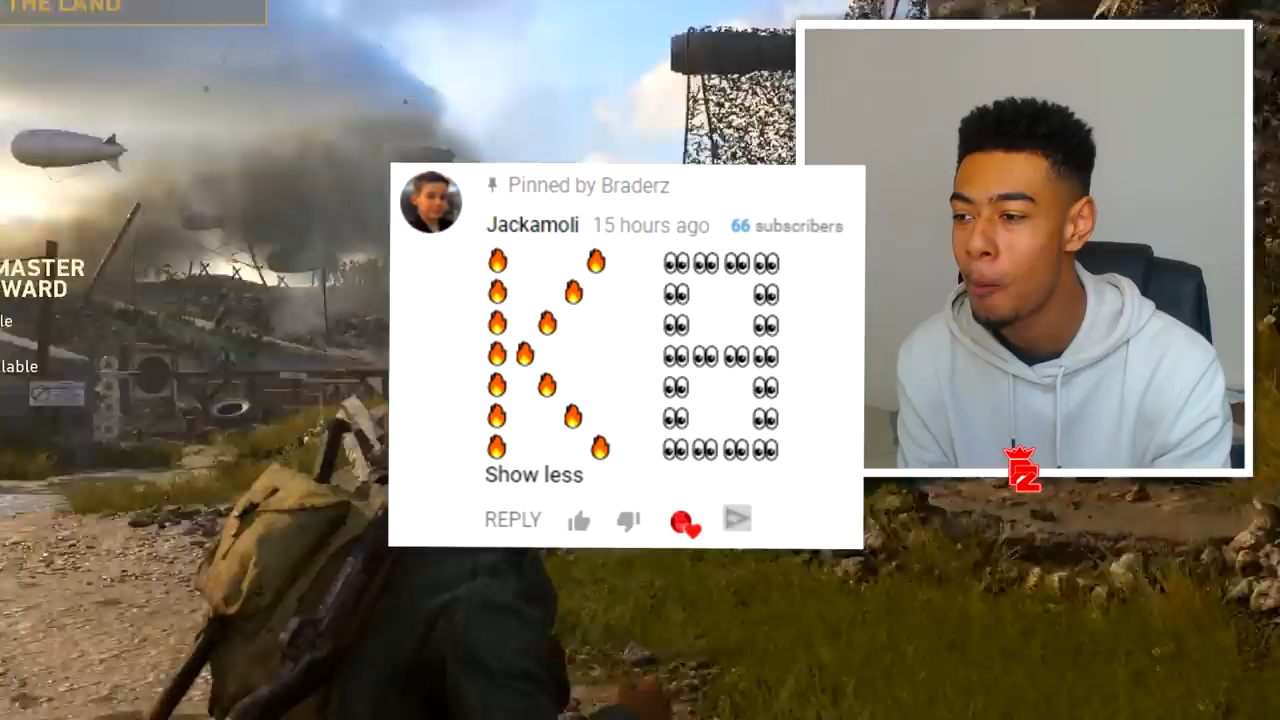 THE LAND
MASTER
WARD
le
lable
Pinned by Braderz
Jackamoli 15 hours ago 66 subscribers
🔥 🔥 👀👀👀👀
🔥 🔥 👀 👀
🔥 🔥 👀 👀
🔥🔥 👀👀👀👀
🔥 🔥 👀 👀
🔥 🔥 👀 👀
🔥 🔥 👀👀👀👀
Show less
REPLY